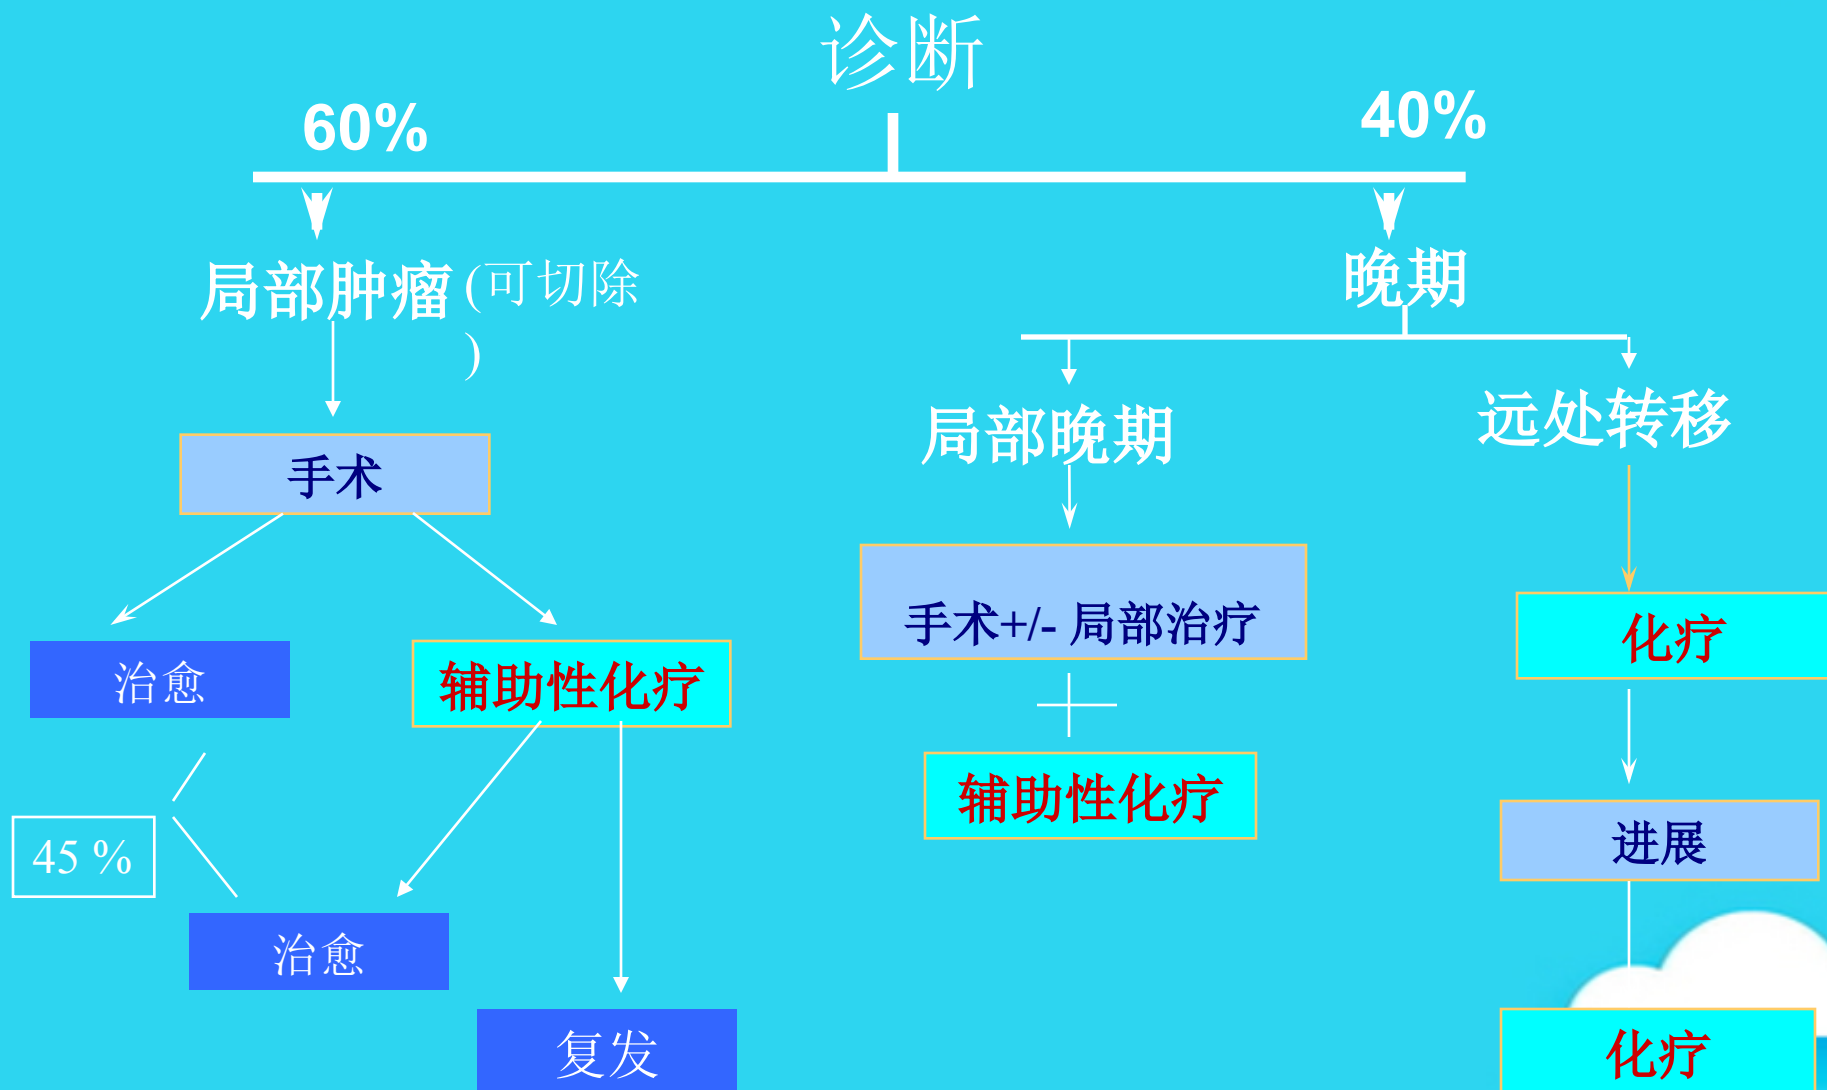 诊断
60%
40%
局部肿瘤(可切除
)
晚期
局部晚期
远处转移
手术
手术+/- 局部治疗
化疗
治愈
辅助性化疗
辅助性化疗
进展
45 %
治愈
复发
化疗